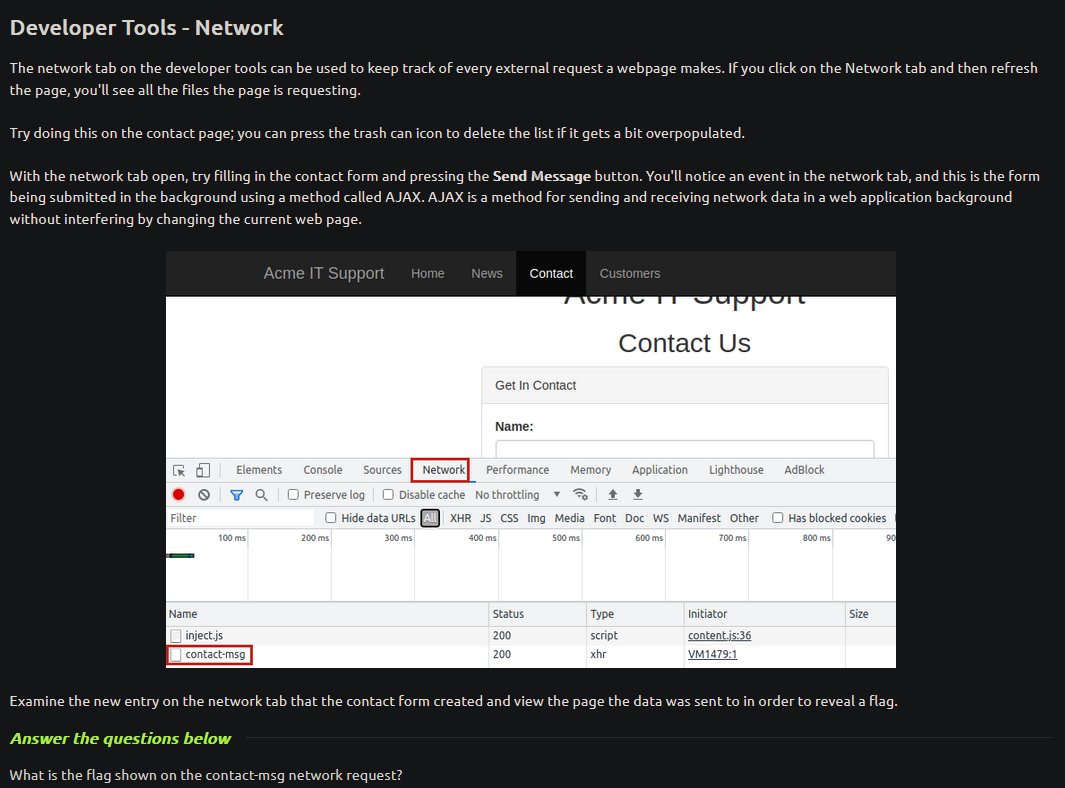 Developer Tools - Network
The network tab on the developer tools can be used to keep track of every external request a webpage makes. If you click on the Network tab and then refresh
the page, you'll see all the files the page is requesting.
Try doing this on the contact page; you can press the trash can icon to delete the list if it gets a bit overpopulated.
With the network tab open, try filling in the contact form and pressing the Send Message button. You'll notice an event in the network tab, and this is the form
being submitted in the background using a method called AJAX. AJAX is a method for sending and receiving network data in a web application background
without interfering by changing the current web page.
Acme IT Support Home News Contact Customers
Acme IT Support
Contact Us
Get In Contact
Name:
Elements Console Sources Network Performance Memory Application Lighthouse AdBlock
Preserve log Disable cache No throttling
Filter Hide data URLs All XHR JS CSS Img Media Font Doc WS Manifest Other Has blocked cookies
100 ms 200 ms 300 ms 400 ms 500 ms 600 ms 700 ms 800 ms 90
Name Status Type Initiator Size
inject.js 200 script content.js:36
contact-msg 200 xhr VM1479:1
Examine the new entry on the network tab that the contact form created and view the page the data was sent to in order to reveal a flag.
Answer the questions below
What is the flag shown on the contact-msg network request?